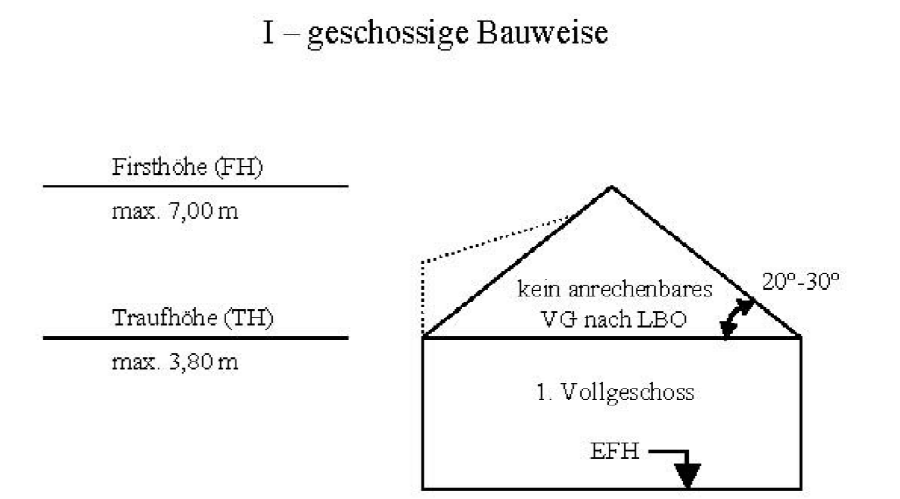 I – geschossige Bauweise
Firsthöhe (FH)
max. 7,00 m
kein anrechenbares
VG nach LBO
20°-30°
Traufhöhe (TH)
max. 3,80 m
1. Vollgeschoss
EFH